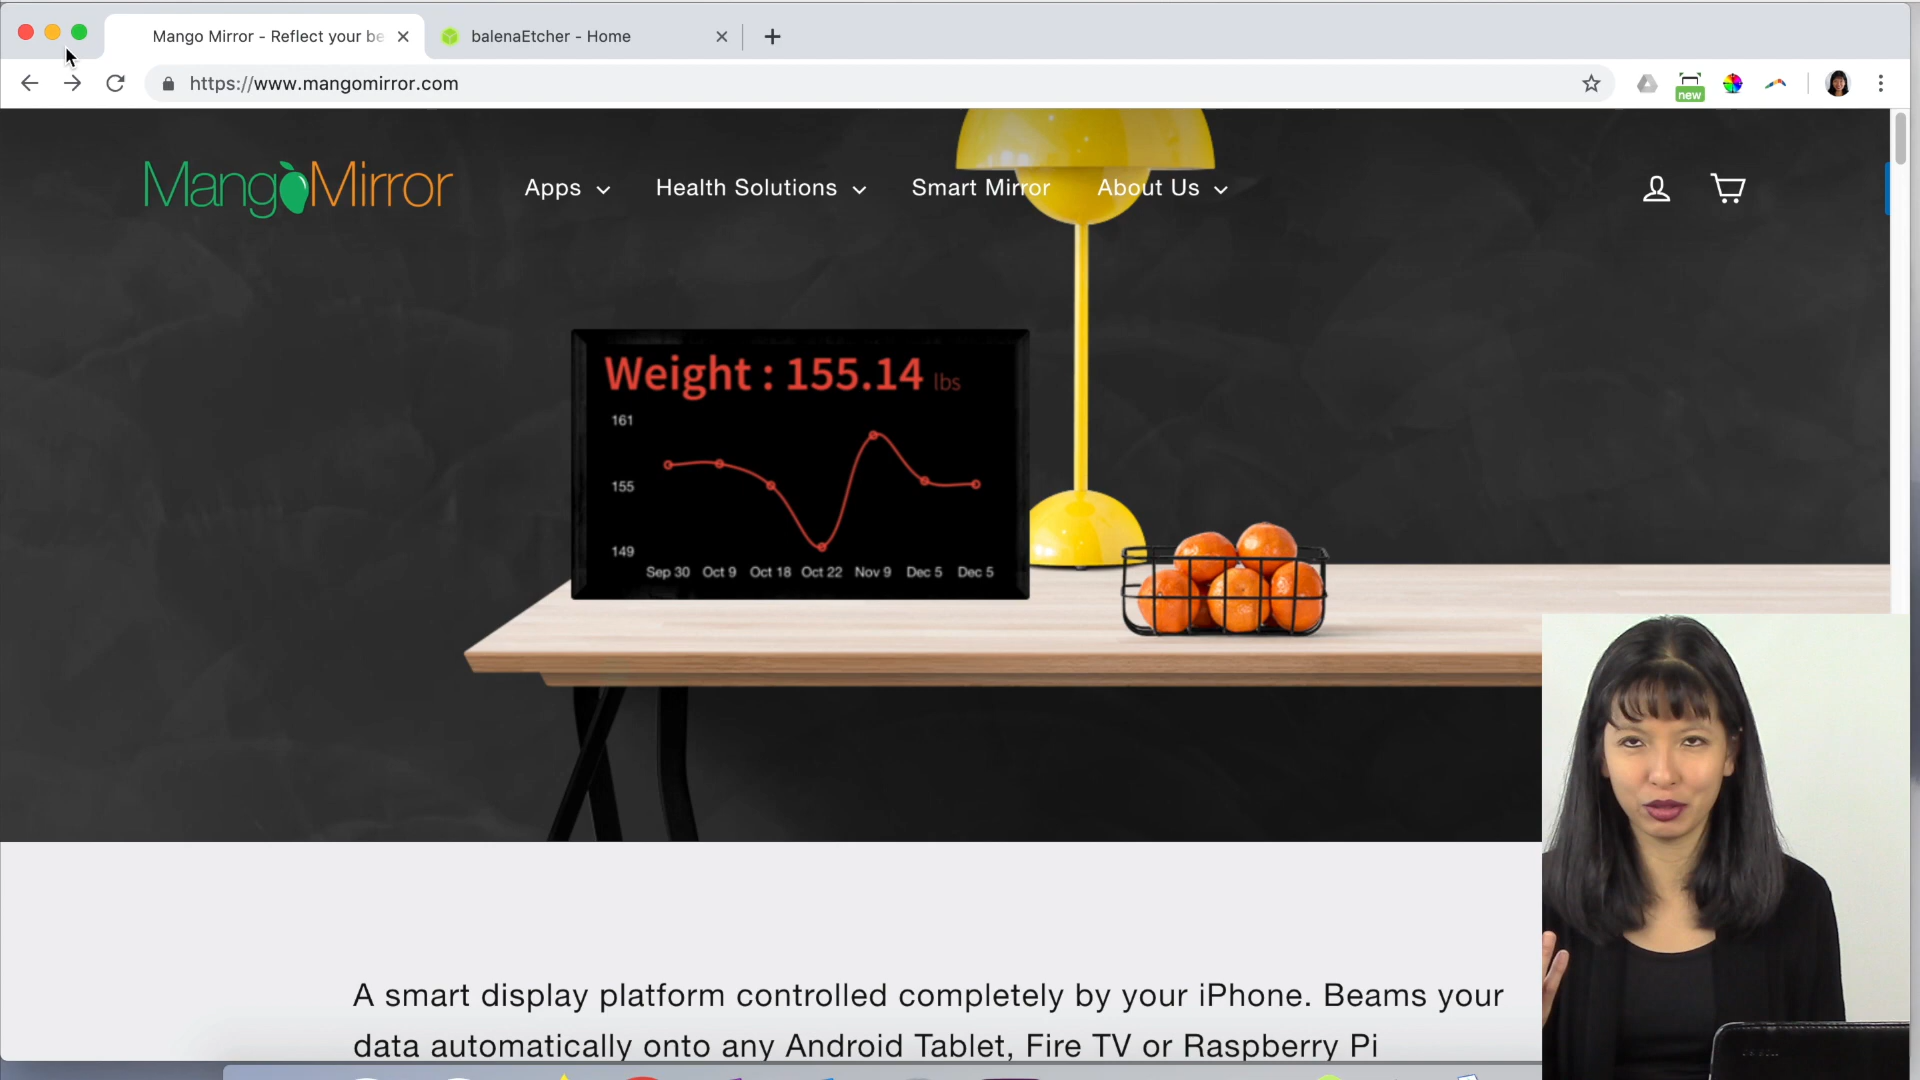 Mango Mirror - Reflect your be
balenaEtcher - Home
https://www.mangomirror.com
new
MangoMirror
Apps
Health Solutions
Smart Mirror
About Us
Weight : 155.14 lbs
161
155
149
Sep 30 Oct 9 Oct 18 Oct 22 Nov 9 Dec 5 Dec 5
A smart display platform controlled completely by your iPhone. Beams your
data automatically onto any Android Tablet, Fire TV or Raspberry Pi